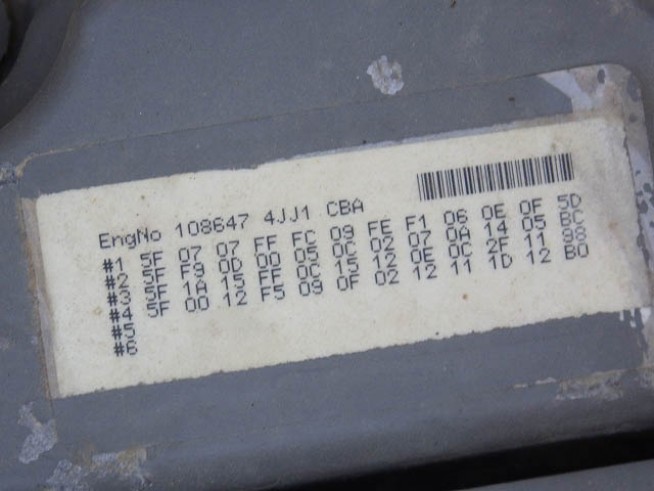 EngNo 108647 4JJ1 CBA
#1 5F 07 07 FF FC 09 FE F1 06 0E 0F 5D
#2 5F F9 0D 00 05 0C 02 07 0A 14 05 BC
#3 5F 1A 15 FF 0C 15 12 0E 0C 2F 11 98
#4 5F 00 12 F5 09 0F 02 12 11 1D 12 B0
#5
#6